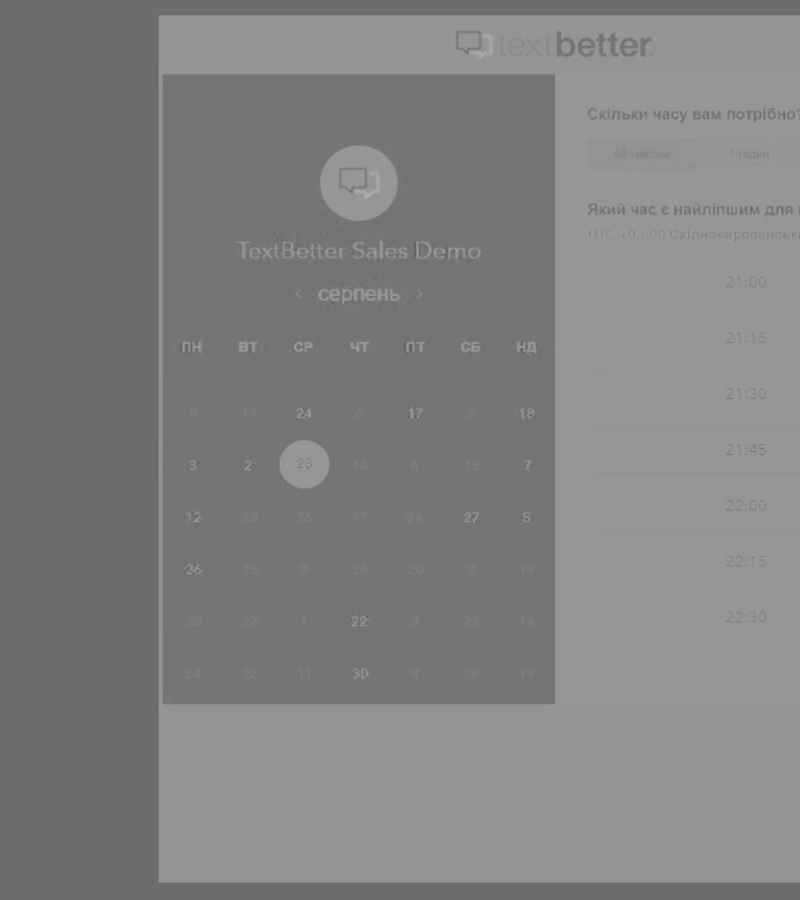 textbetter.
Скільки часу вам потрібно?
40 хвилин 1 годин
Який час є найліпшим для
UTC +03:00
TextBetter Sales Demo
‹ серпень ›
ПН ВТ СР ЧТ ПТ СБ НД
9 19 24 6 17 5 18
3 2 14 6 15 7
12 28 26 17 24 27 5
26 13 8 26 20 8 19
20 22 1 22 3 27 14
24 22 11 30 4 26 19
21:00
21:15
21:30
21:45
22:00
22:15
22:30